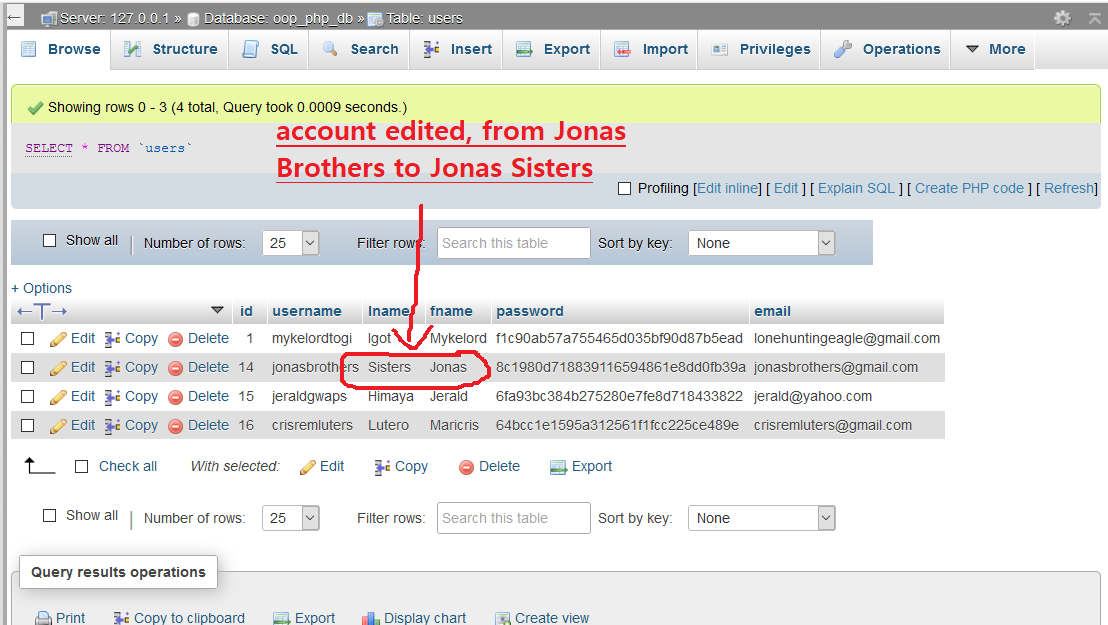 Server: 127.0.0.1 » Database: oop_php_db » Table: users
Browse Structure SQL Search Insert Export Import Privileges Operations More
Showing rows 0 - 3 (4 total, Query took 0.0009 seconds.)
account edited, from Jonas
SELECT * FROM `users`
Brothers to Jonas Sisters
Profiling [Edit inline] [ Edit ] [ Explain SQL ] [ Create PHP code ] [ Refresh]
Show all Number of rows: 25 Filter rows: Search this table Sort by key: None
+ Options
←T→ id username lname fname password email
Edit Copy Delete 1 mykelordtogi Igot Mykelord f1c90ab57a755465d035bf90d87b5ead lonehuntingeagle@gmail.com
Edit Copy Delete 14 jonasbrothers Sisters Jonas 8c1980d718839116594861e8dd0fb39a jonasbrothers@gmail.com
Edit Copy Delete 15 jeraldgwaps Himaya Jerald 6fa93bc384b275280e7fe8d718433822 jerald@yahoo.com
Edit Copy Delete 16 crisremluters Lutero Maricris 64bcc1e1595a312561f1fcc225ce489e crisremluters@gmail.com
Check all With selected: Edit Copy Delete Export
Show all Number of rows: 25 Filter rows: Search this table Sort by key: None
Query results operations
Print Copy to clipboard Export Display chart Create view